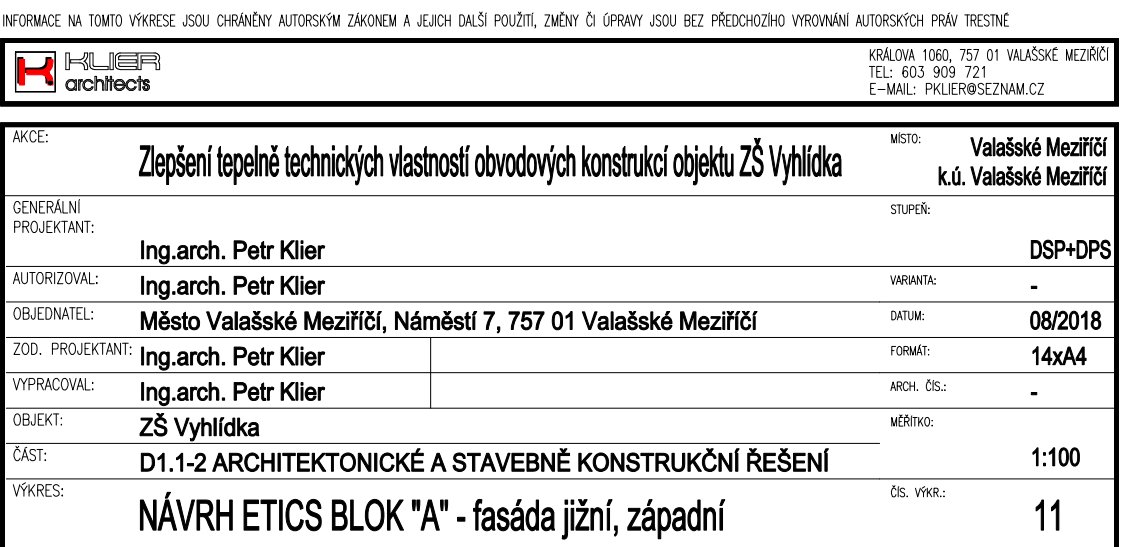 INFORMACE NA TOMTO VÝKRESE JSOU CHRÁNĚNY AUTORSKÝM ZÁKONEM A JEJICH DALŠÍ POUŽITÍ, ZMĚNY ČI ÚPRAVY JSOU BEZ PŘEDCHOZÍHO VYROVNÁNÍ AUTORSKÝCH PRÁV TRESTNÉ
KLIER
architects
KRÁLOVA 1060, 757 01 VALAŠSKÉ MEZIŘÍČÍ
TEL: 603 909 721
E-MAIL: PKLIER@SEZNAM.CZ
AKCE:
Zlepšení tepelně technických vlastností obvodových konstrukcí objektu ZŠ Vyhlídka
MÍSTO:
Valašské Meziříčí
k.ú. Valašské Meziříčí
GENERÁLNÍ
PROJEKTANT:
Ing.arch. Petr Klier
STUPEŇ:
DSP+DPS
AUTORIZOVAL:
Ing.arch. Petr Klier
VARIANTA:
-
OBJEDNATEL:
Město Valašské Meziříčí, Náměstí 7, 757 01 Valašské Meziříčí
DATUM:
08/2018
ZOD. PROJEKTANT:
Ing.arch. Petr Klier
FORMÁT:
14xA4
VYPRACOVAL:
Ing.arch. Petr Klier
ARCH. ČÍS.:
-
OBJEKT:
ZŠ Vyhlídka
MĚŘÍTKO:
1:100
ČÁST:
D1.1-2 ARCHITEKTONICKÉ A STAVEBNĚ KONSTRUKČNÍ ŘEŠENÍ
VÝKRES:
NÁVRH ETICS BLOK "A" - fasáda jižní, západní
ČÍS. VÝKR.:
11